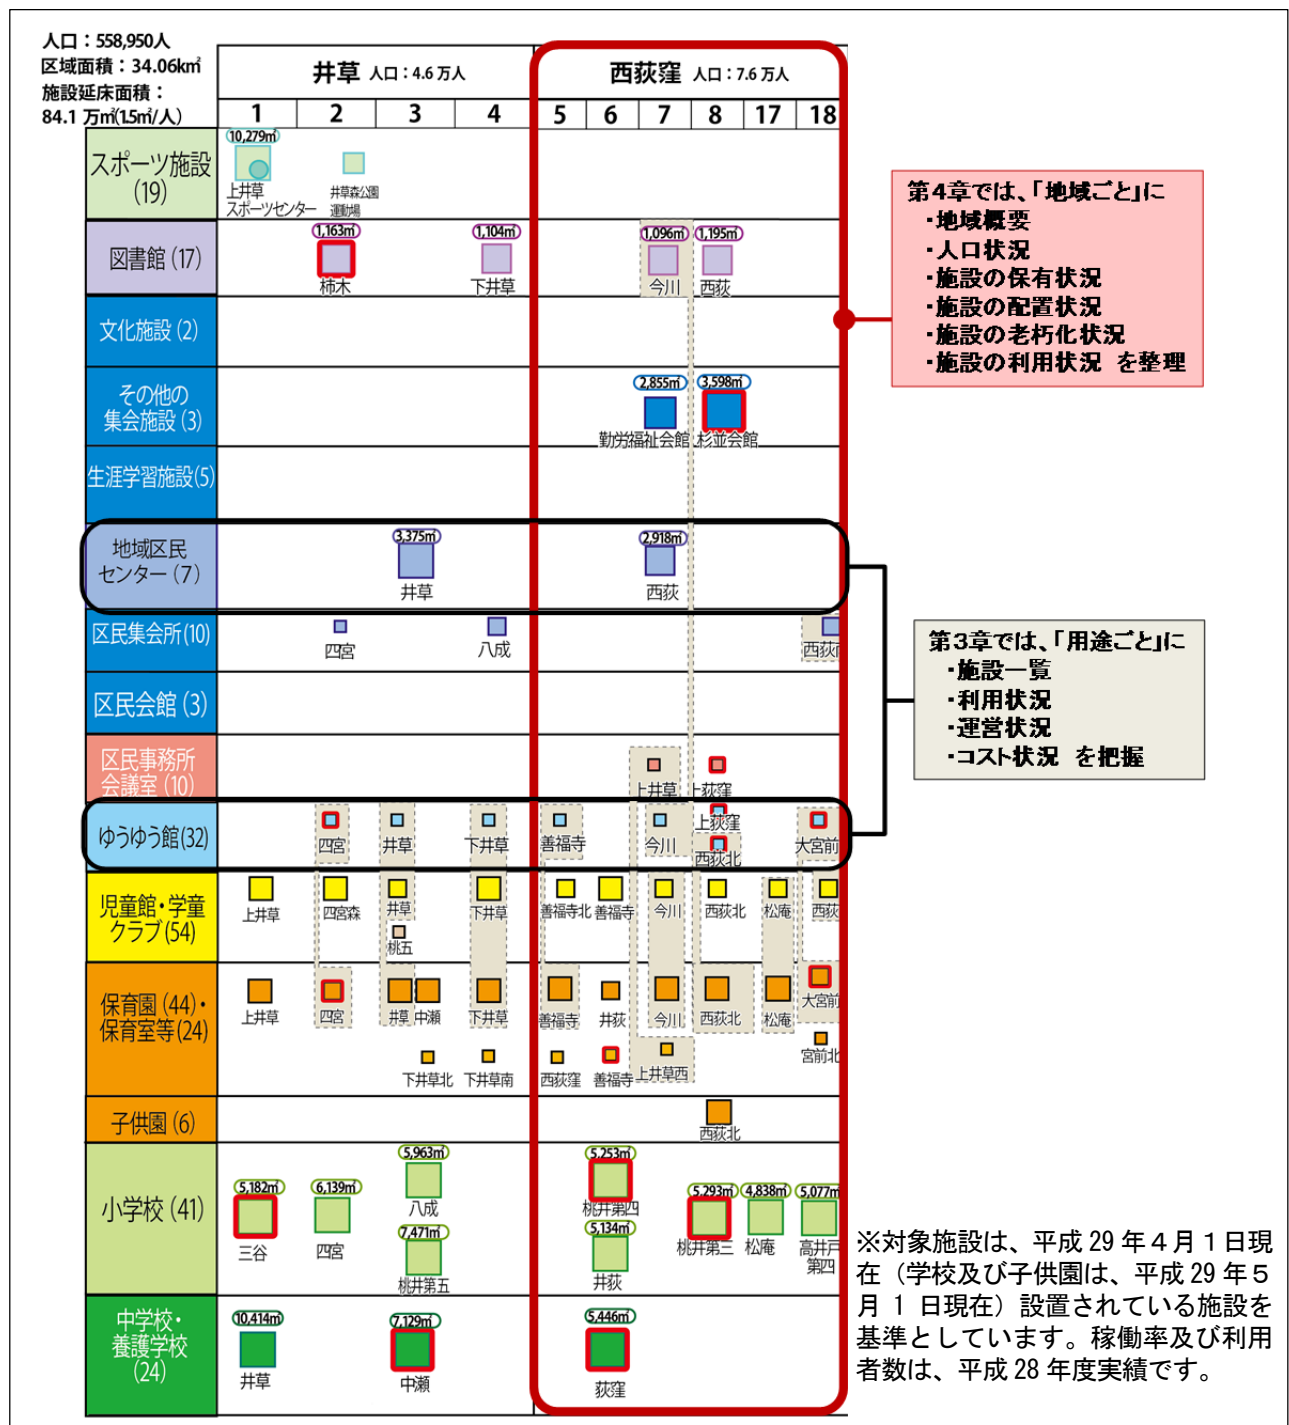 人口：558,950人
区域面積：34.06k㎡
施設延床面積：
84.1 万㎡(1.5㎡/人)
井草 人口：4.6 万人
西荻窪 人口：7.6 万人
1 2 3 4 5 6 7 8 17 18
スポーツ施設
(19)
10,279㎡
上井草
スポーツセンター
井草森公園
運動場
図書館 (17)
1,163㎡
柿木
1,104㎡
下井草
1,096㎡
今川
1,195㎡
西荻
文化施設 (2)
その他の
集会施設 (3)
2,855㎡
勤労福祉会館
3,598㎡
杉並会館
生涯学習施設(5)
地域区民
センター (7)
3,375㎡
井草
2,918㎡
西荻
区民集会所(10)
四宮
八成
西荻南
区民会館 (3)
区民事務所
会議室 (10)
上井草
上荻窪
ゆうゆう館(32)
四宮
井草
下井草
善福寺
今川
上荻窪
西荻北
大宮前
児童館・学童
クラブ(54)
上井草
四宮森
井草
桃五
下井草
善福寺北
善福寺
今川
西荻北
松庵
西荻
保育園 (44)・
保育室等(24)
上井草
四宮
井草
中瀬
下井草
善福寺
井荻
今川
西荻北
松庵
大宮前
宮前北
下井草北
下井草南
西荻窪
善福寺
上井草西
子供園 (6)
西荻北
小学校 (41)
5,182㎡
三谷
6,139㎡
四宮
5,963㎡
八成
7,471㎡
桃井第五
5,253㎡
桃井第四
5,134㎡
井荻
5,293㎡
桃井第三
4,838㎡
松庵
5,077㎡
高井戸
第四
中学校・
養護学校
(24)
10,414㎡
井草
7,129㎡
中瀬
5,446㎡
荻窪
第4章では、「地域ごと」に
・地域概要
・人口状況
・施設の保有状況
・施設の配置状況
・施設の老朽化状況
・施設の利用状況 を整理
第3章では、「用途ごと」に
・施設一覧
・利用状況
・運営状況
・コスト状況 を把握
※対象施設は、平成 29 年４月１日現
在（学校及び子供園は、平成 29 年５
月 1 日現在）設置されている施設を
基準としています。稼働率及び利用
者数は、平成 28 年度実績です。